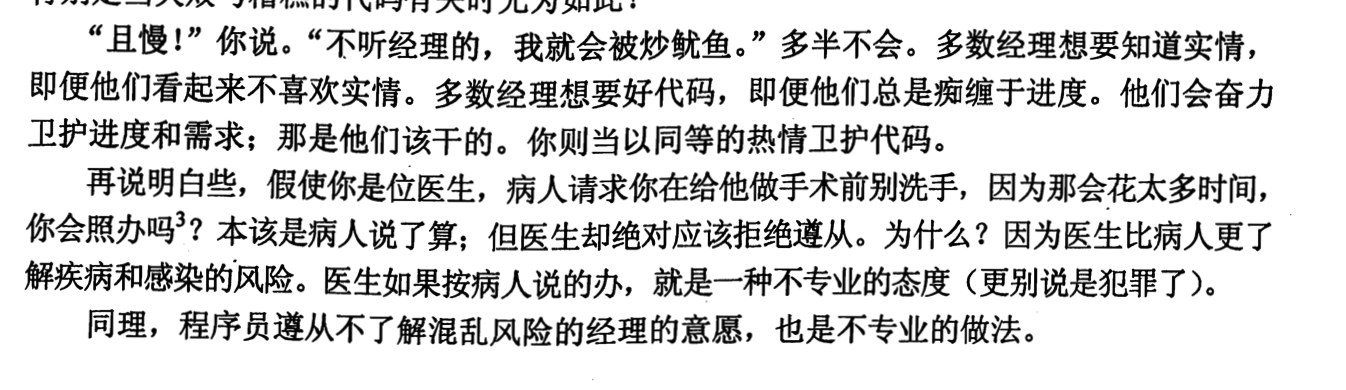 “且慢！”你说。“不听经理的，我就会被炒鱿鱼。”多半不会。多数经理想要知道实情，
即便他们看起来不喜欢实情。多数经理想要好代码，即便他们总是痴缠于进度。他们会奋力
卫护进度和需求；那是他们该干的。你则当以同等的热情卫护代码。
再说明白些，假使你是位医生，病人请求你在给他做手术前别洗手，因为那会花太多时间，
你会照办吗3？本该是病人说了算；但医生却绝对应该拒绝遵从。为什么？因为医生比病人更了
解疾病和感染的风险。医生如果按病人说的办，就是一种不专业的态度（更别说是犯罪了）。
同理，程序员遵从不了解混乱风险的经理的意愿，也是不专业的做法。